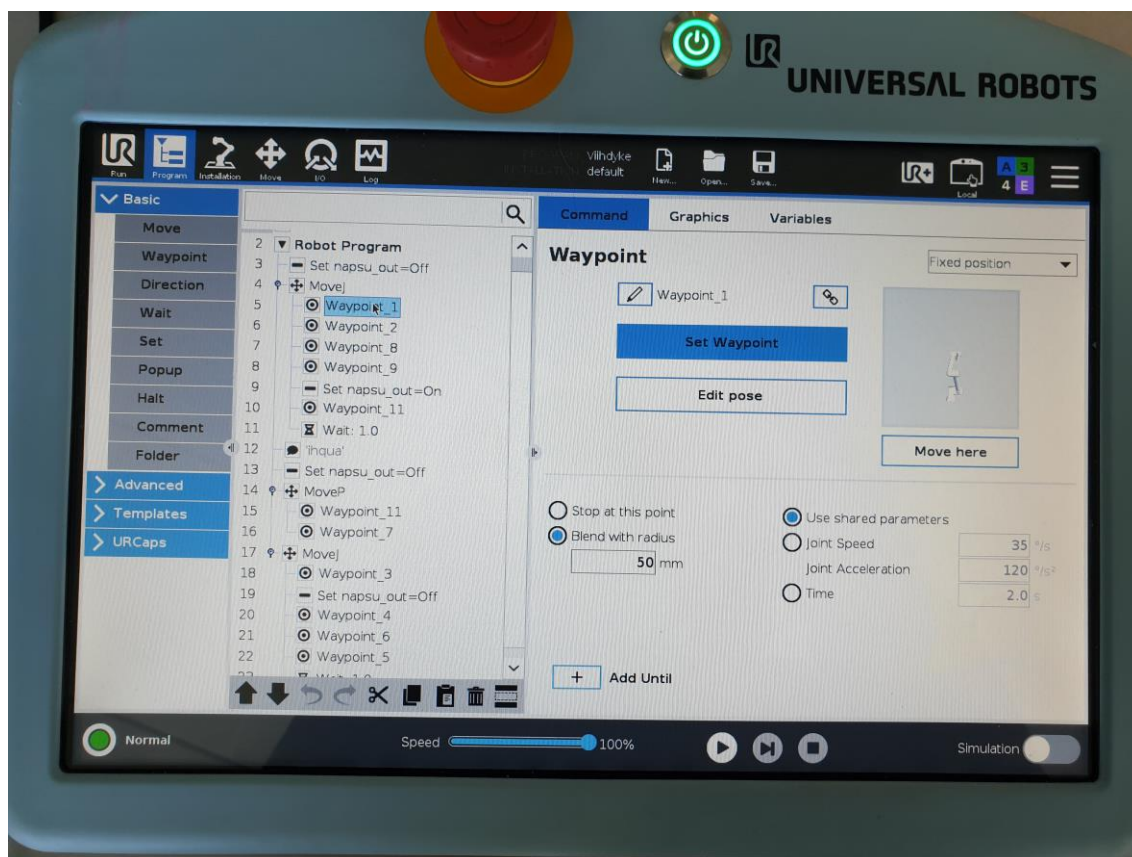 UR
UNIVERSAL ROBOTS
UR
Run Program Installation Move I/O Log
Viihdyke
default
New... Open... Save...
UR+
Local
A 3
4 E
Basic
Move
Waypoint
Direction
Wait
Set
Popup
Halt
Comment
Folder
Advanced
Templates
URCaps
2 Robot Program
3 Set napsu_out=Off
4 MoveJ
5 Waypoint_1
6 Waypoint_2
7 Waypoint_8
8 Waypoint_9
9 Set napsu_out=On
10 Waypoint_11
11 Wait: 1.0
12 'ihqua'
13 Set napsu_out=Off
14 MoveP
15 Waypoint_11
16 Waypoint_7
17 MoveJ
18 Waypoint_3
19 Set napsu_out=Off
20 Waypoint_4
21 Waypoint_6
22 Waypoint_5
Command Graphics Variables
Waypoint
Fixed position
Waypoint_1
Set Waypoint
Edit pose
Move here
Stop at this point
Blend with radius
50 mm
Use shared parameters
Joint Speed 35 °/s
Joint Acceleration 120 °/s²
Time 2.0 s
+ Add Until
Normal
Speed 100%
Simulation